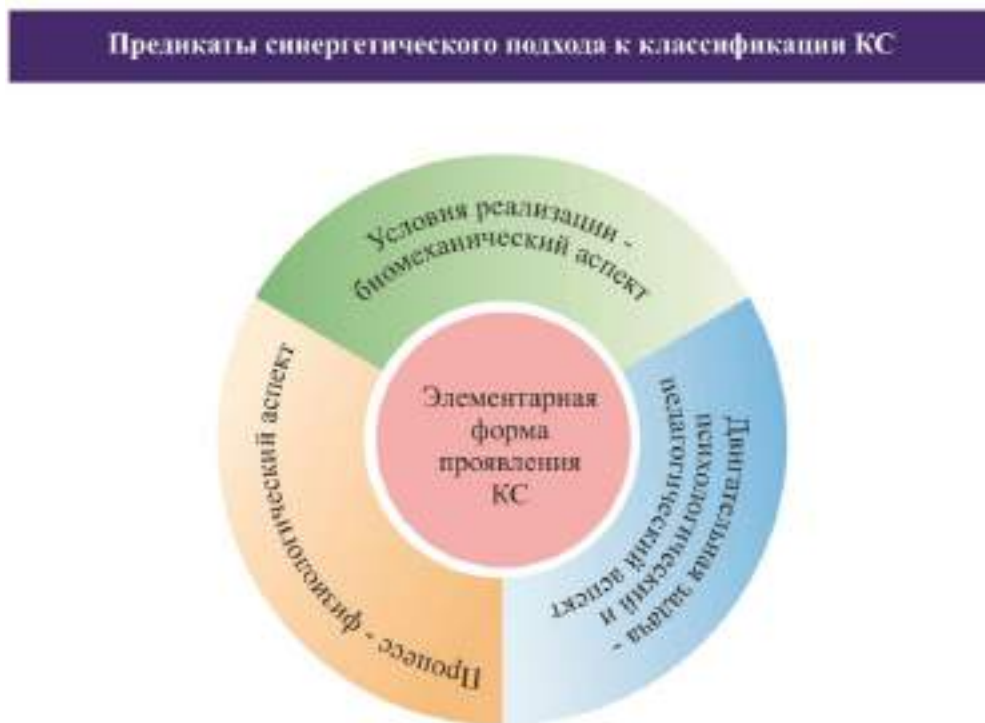 Предикаты синергетического подхода к классификации КС
Условия реализации -
биомеханический аспект
Двигательная задача -
психологический и
педагогический аспект
Процесс - физиологический аспект
Элементарная
форма
проявления
КС